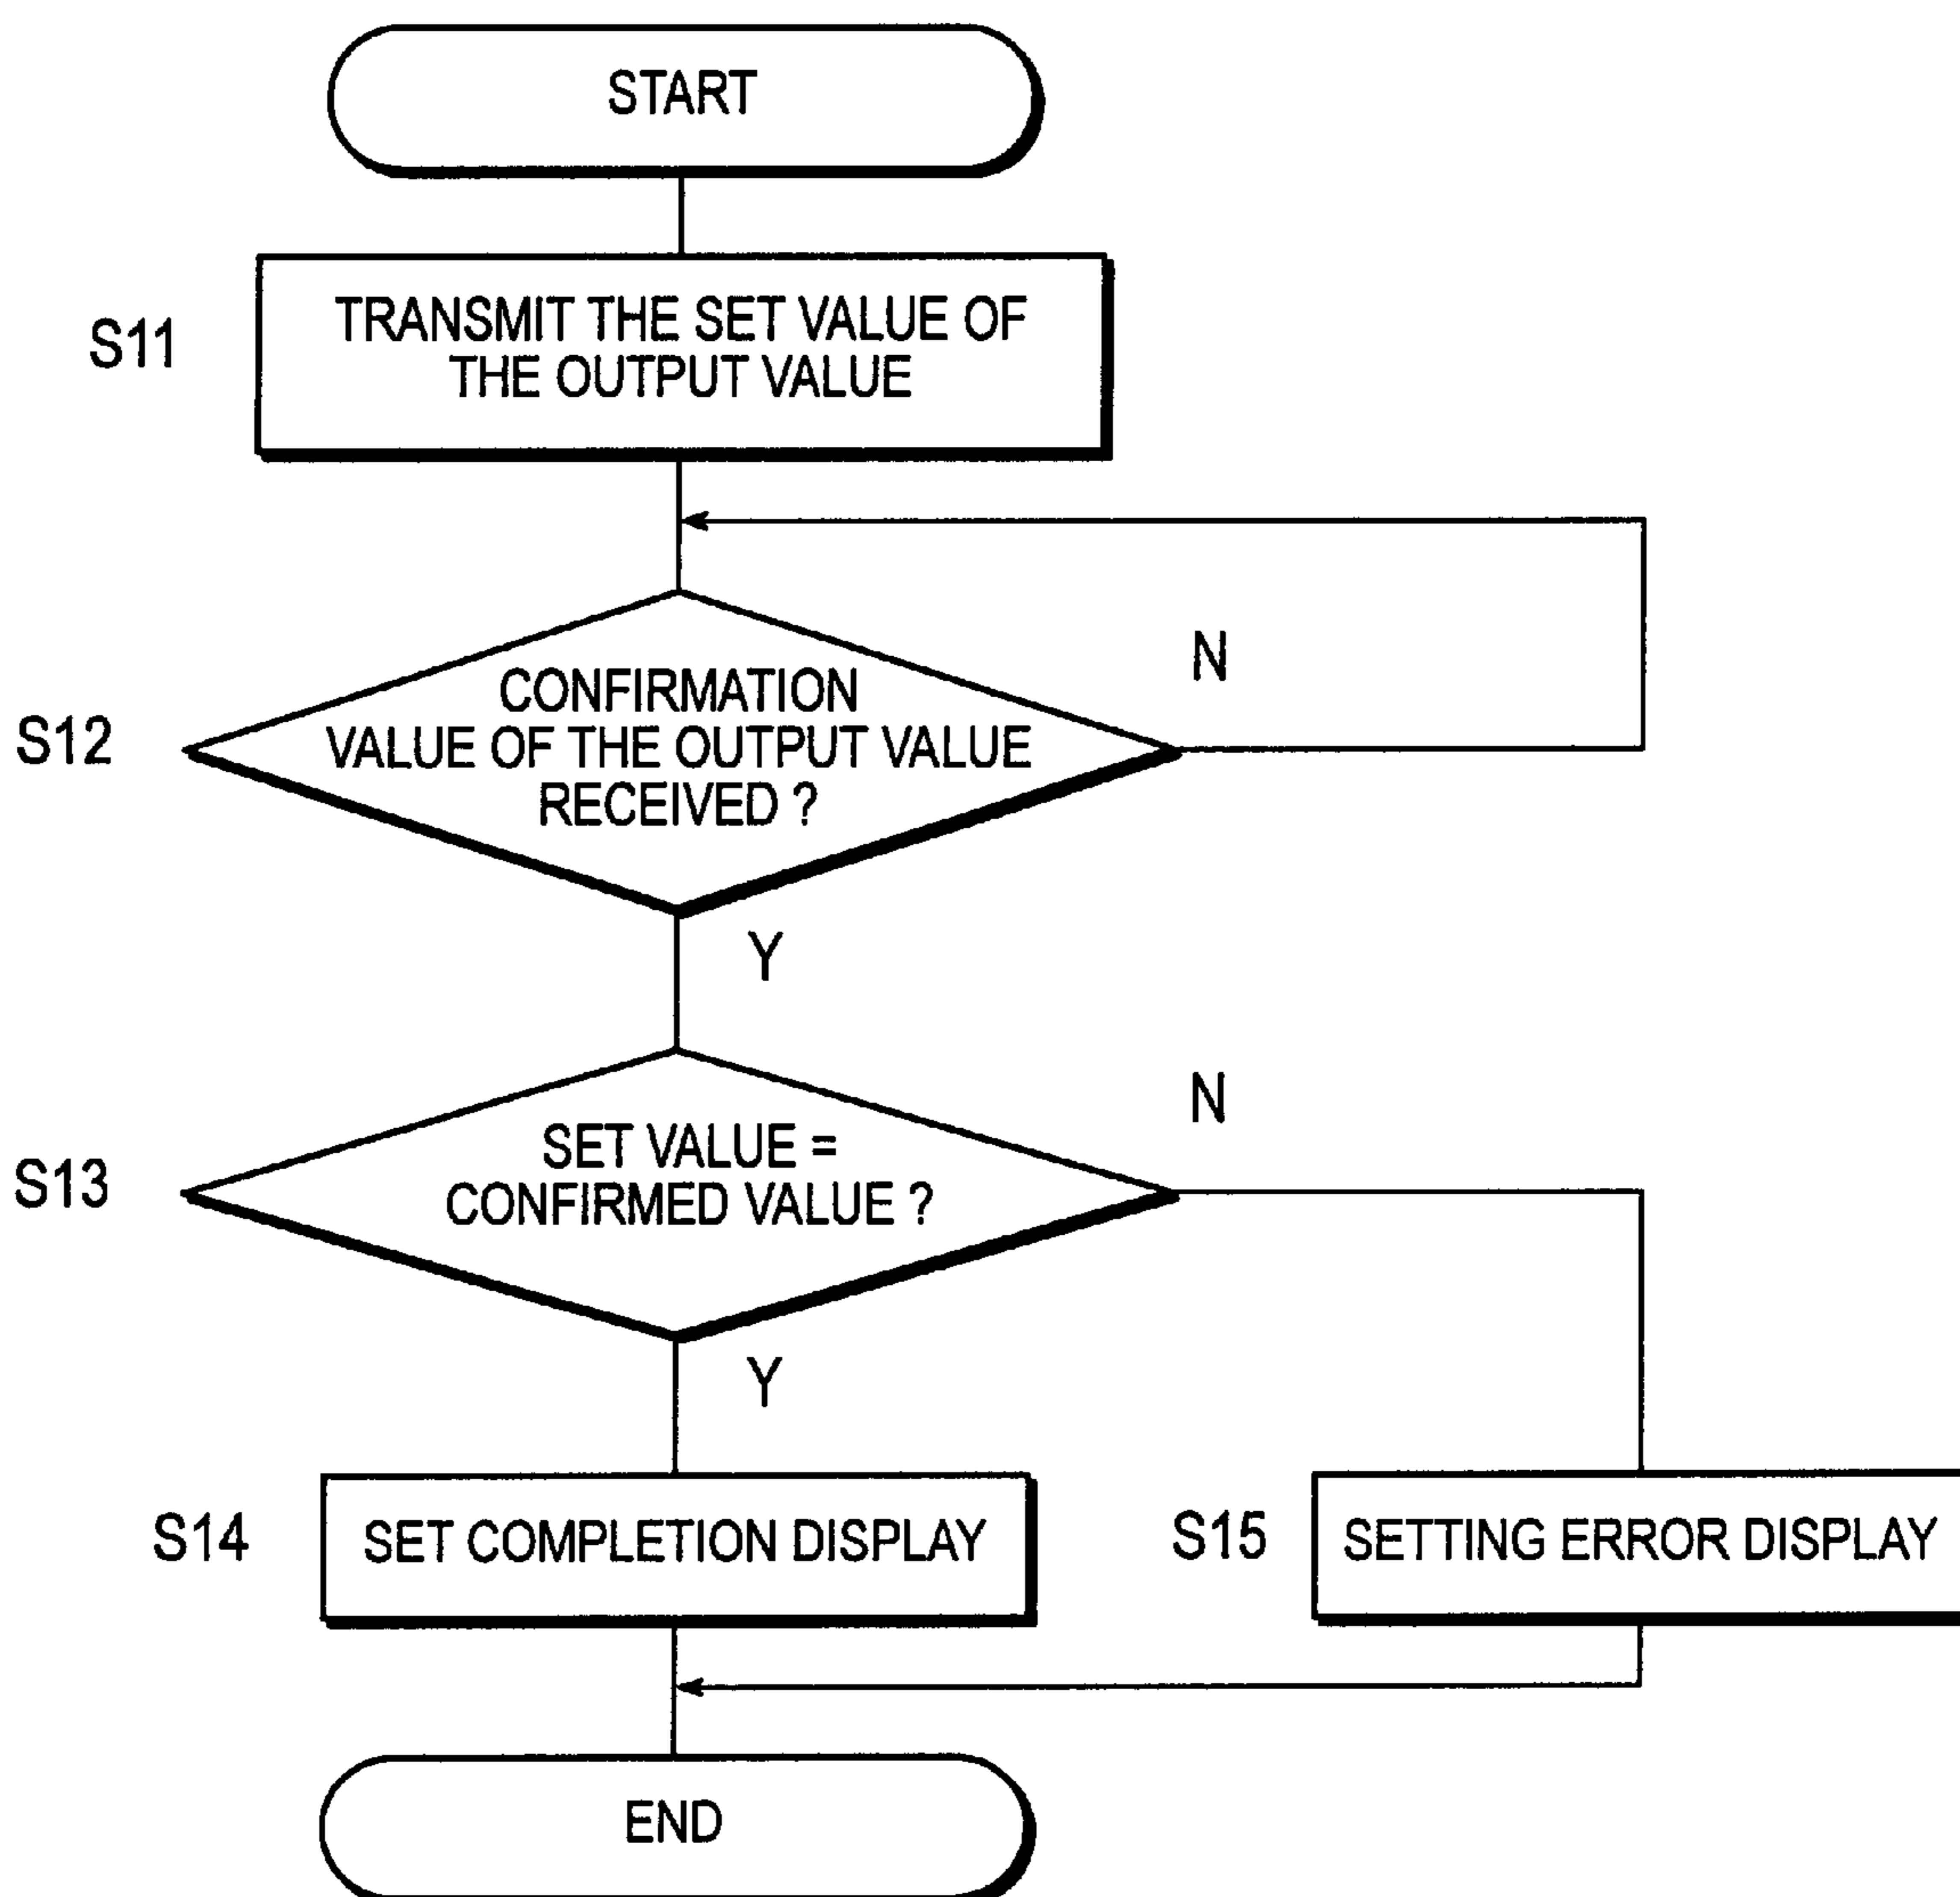 START
S11
TRANSMIT THE SET VALUE OF
THE OUTPUT VALUE
S12
CONFIRMATION
VALUE OF THE OUTPUT VALUE
RECEIVED ?
N
Y
S13
SET VALUE =
CONFIRMED VALUE ?
N
Y
S14
SET COMPLETION DISPLAY
S15
SETTING ERROR DISPLAY
END